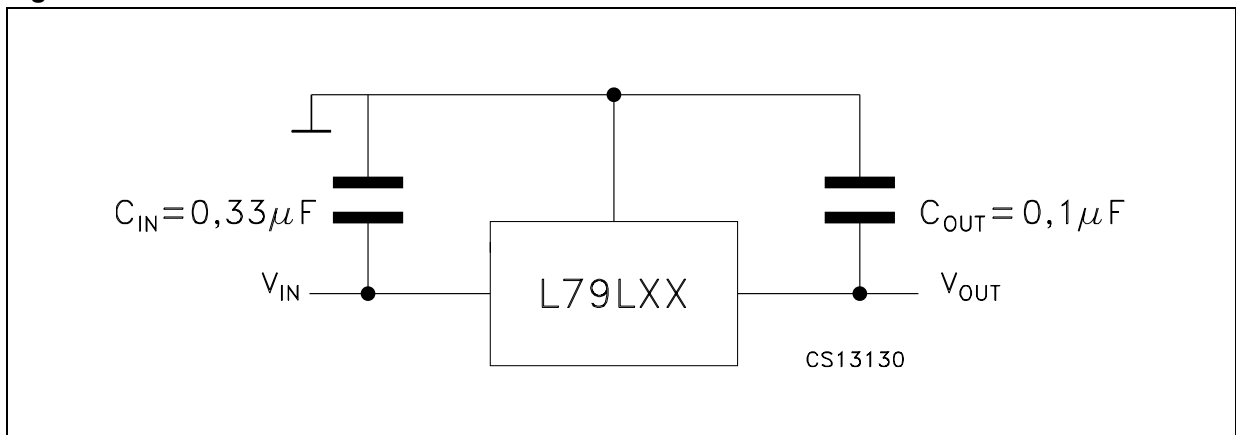 C_IN=0,33μF
C_OUT=0,1μF
V_IN
L79LXX
V_OUT
CS13130